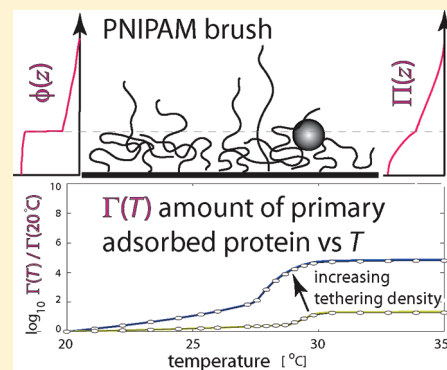 PNIPAM brush
ϕ(z)
Π(z)
Γ(T) amount of primary
adsorbed protein vs T
increasing
tethering density
log₁₀ Γ(T) / Γ(20°C)
10
8
6
4
2
0
20
25
30
35
temperature [°C]